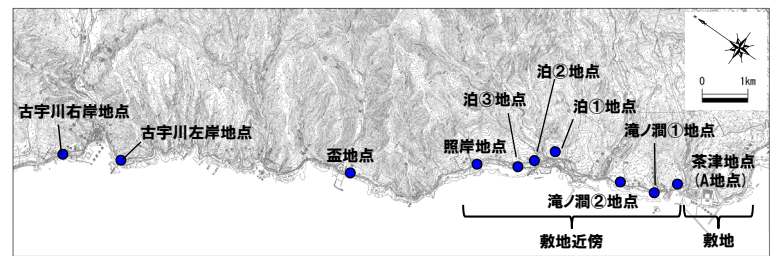 0 1km
古宇川右岸地点
古宇川左岸地点
盃地点
照岸地点
泊③地点
泊②地点
泊①地点
滝ノ澗①地点
茶津地点
(A地点)
滝ノ澗②地点
敷地近傍
敷地